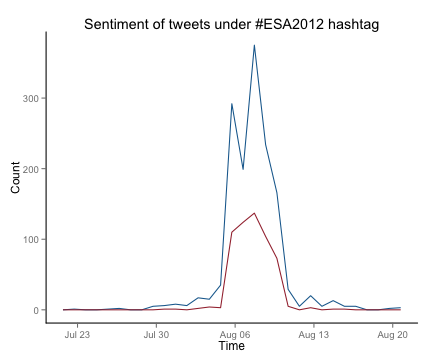 Sentiment of tweets under #ESA2012 hashtag
Count
300
200
100
0
Jul 23 Jul 30 Aug 06 Aug 13 Aug 20
Time